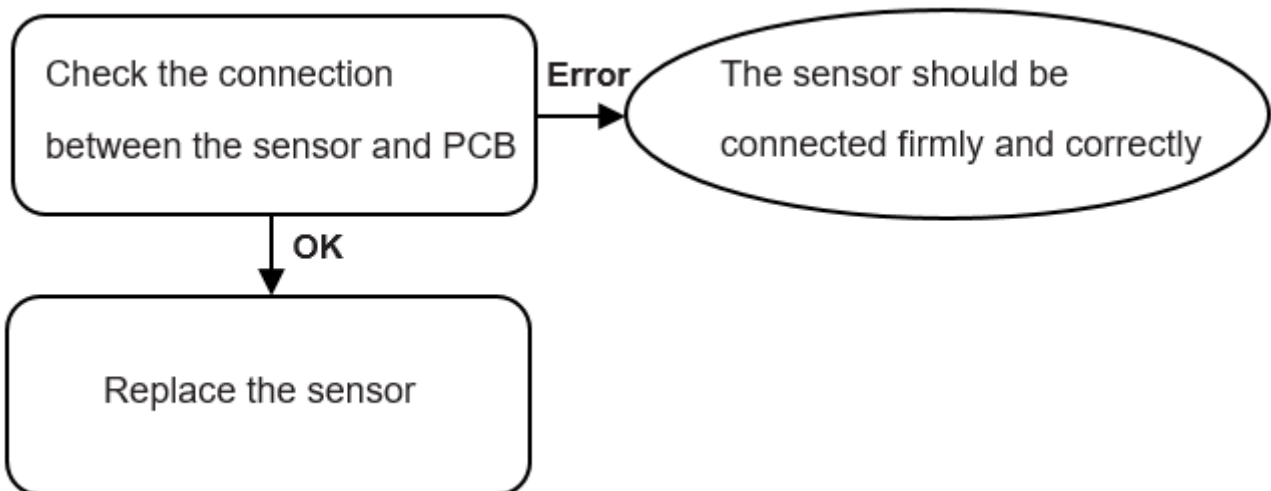 Check the connection
between the sensor and PCB
Error
The sensor should be
connected firmly and correctly
OK
Replace the sensor